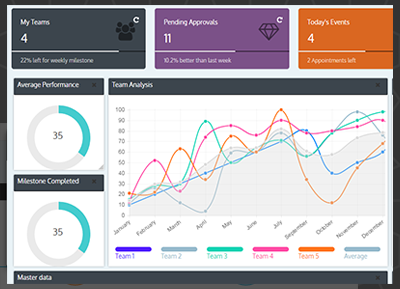 My Teams
4
22% left for weekly milestone
Pending Approvals
11
10.2% better than last week
Today's Events
4
2 Appointments left
Average Performance
35
Milestone Completed
35
Team Analysis
100
90
80
70
60
50
40
30
20
10
0
January
February
March
April
May
June
July
August
September
October
November
December
Team 1
Team 2
Team 3
Team 4
Team 5
Average
Master data